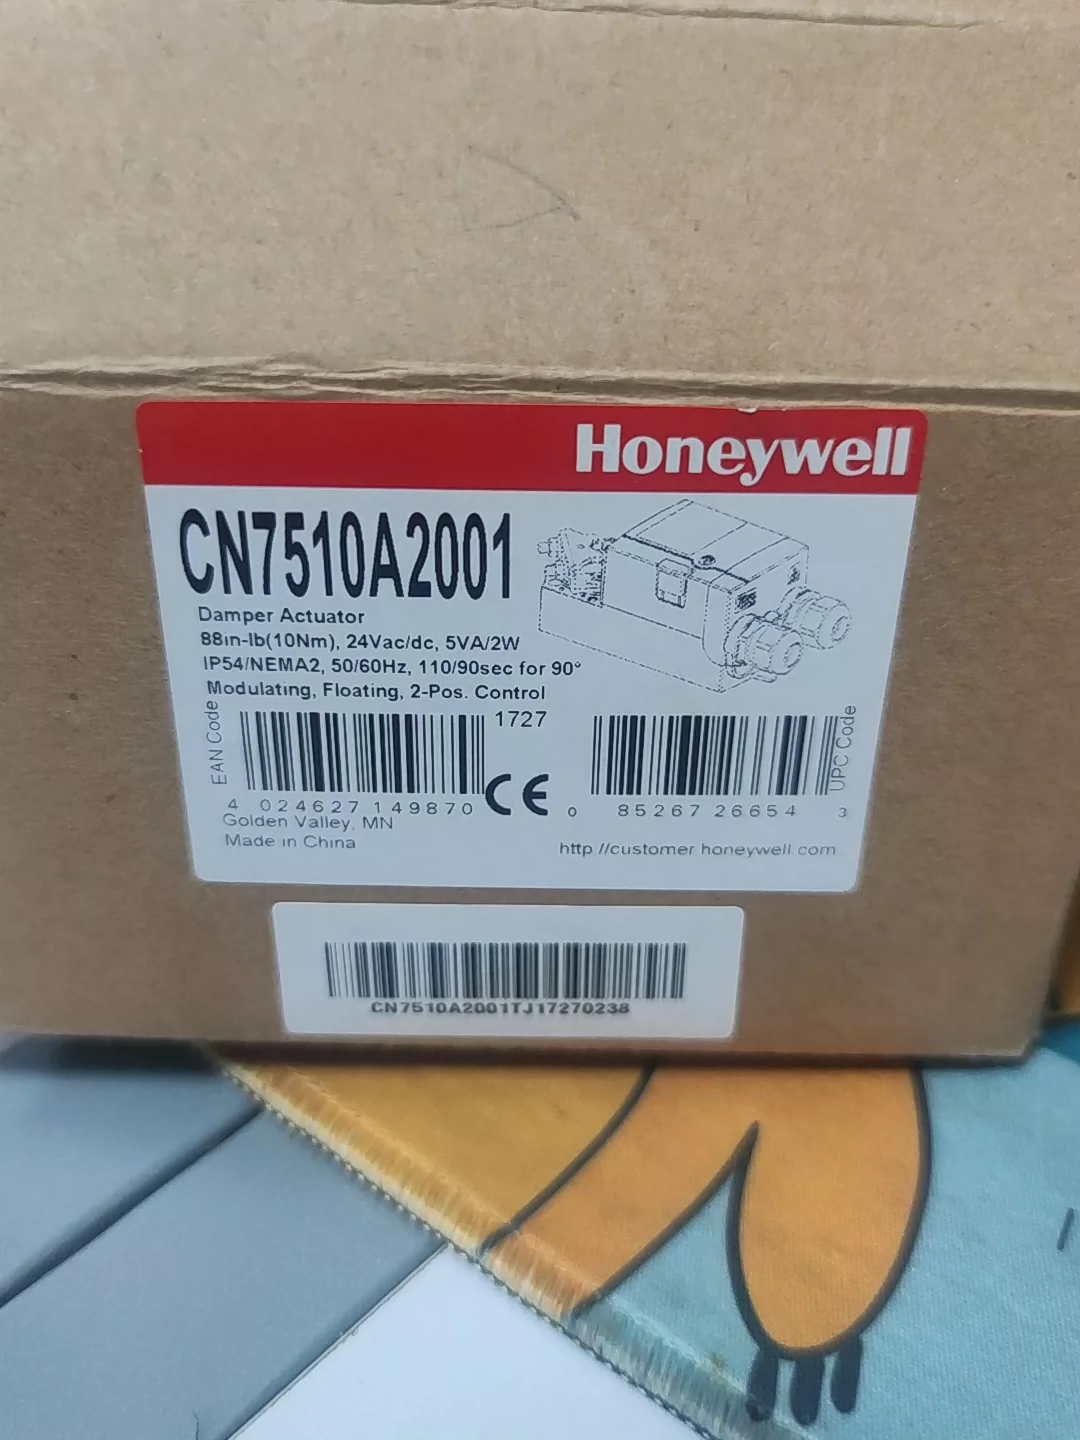 Honeywell
CN7510A2001
Damper Actuator
88in-lb(10Nm), 24Vac/dc, 5VA/2W
IP54/NEMA2, 50/60Hz, 110/90sec for 90°
Modulating, Floating, 2-Pos. Control
EAN Code
1727
UPC Code
4 024627 149870
CE
0 85267 26654 3
Golden Valley, MN
Made in China
http://customer.honeywell.com
CN7510A2001TJ17270238